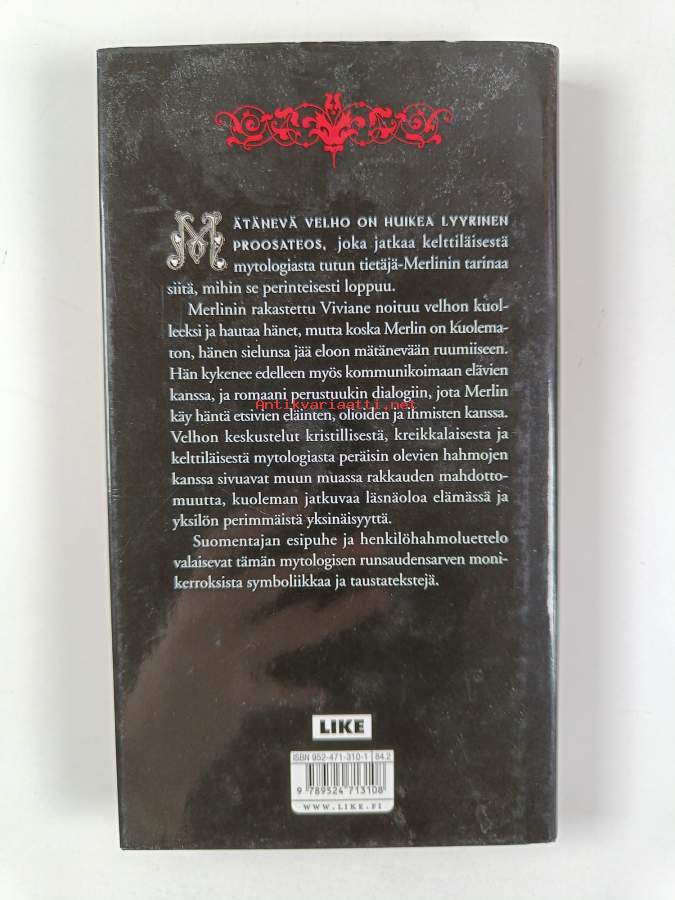 MÄTÄNEVÄ VELHO ON HUIKEA LYYRINEN
PROOSATEOS, joka jatkaa kelttiläisestä
mytologiasta tutun tietäjä-Merlinin tarinaa
siitä, mihin se perinteisesti loppuu.
Merlinin rakastettu Viviane noituu velhon kuol-
leeksi ja hautaa hänet, mutta koska Merlin on kuolema-
ton, hänen sielunsa jää eloon mätänevään ruumiiseen.
Hän kykenee edelleen myös kommunikoimaan elävien
kanssa, ja romaani perustuukin dialogiin, jota Merlin
Antikvariaatti.net
käy häntä etsivien eläinten, olioiden ja ihmisten kanssa.
Velhon keskustelut kristillisestä, kreikkalaisesta ja
kelttiläisestä mytologiasta peräisin olevien hahmojen
kanssa sivuavat muun muassa rakkauden mahdotto-
muutta, kuoleman jatkuvaa läsnäoloa elämässä ja
yksilön perimmäistä yksinäisyyttä.
Suomentajan esipuhe ja henkilöhahmoluettelo
valaisevat tämän mytologisen runsaudensarven moni-
kerroksista symboliikkaa ja taustatekstejä.
LIKE
ISBN 952-471-310-1 84.2
9 789524 713108
WWW.LIKE.FI